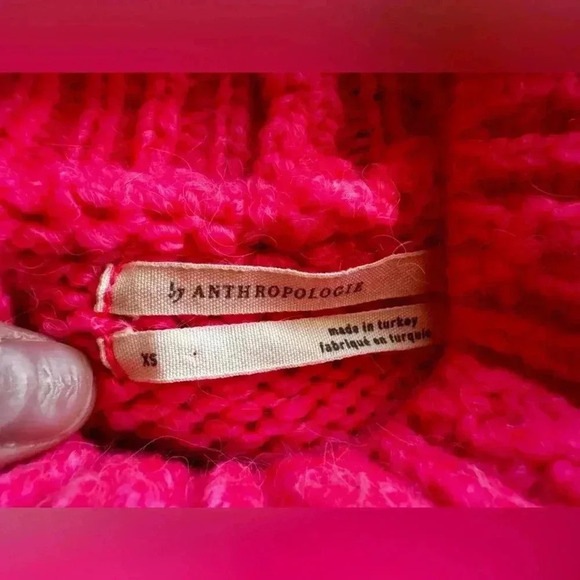 by ANTHROPOLOGIE
XS
made in turkey
fabriqué en turquie